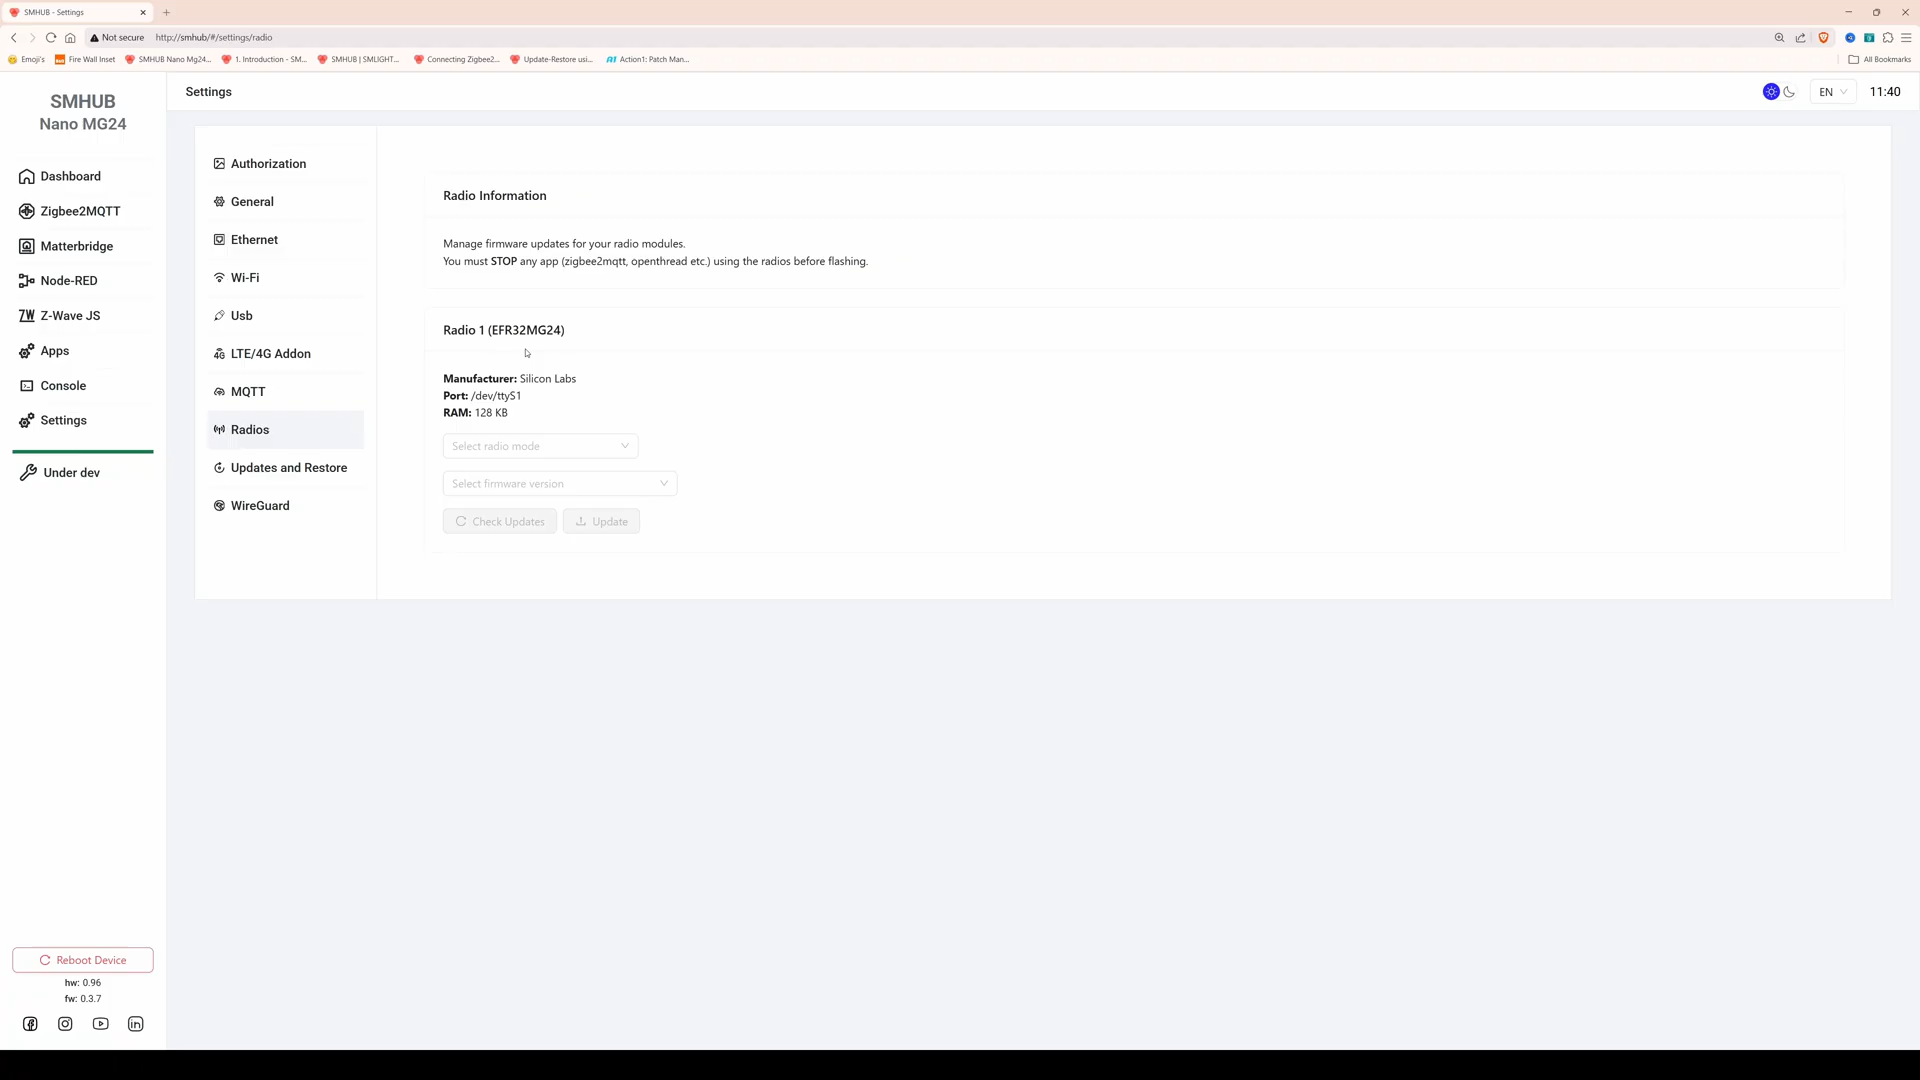 SMHUB - Settings
Not secure
http://smhub/#/settings/radio
Emoji's
Fire Wall Inset
SMHUB Nano Mg24...
1. Introduction - SM...
SMHUB | SMLIGHT...
Connecting Zigbee2...
Update-Restore usi...
Action1: Patch Man...
All Bookmarks
SMHUB
Nano MG24
Settings
EN
11:40
Dashboard
Zigbee2MQTT
Matterbridge
Node-RED
Z-Wave JS
Apps
Console
Settings
Under dev
Authorization
General
Ethernet
Wi-Fi
Usb
4G LTE/4G Addon
MQTT
Radios
Updates and Restore
WireGuard
Radio Information
Manage firmware updates for your radio modules.
You must STOP any app (zigbee2mqtt, openthread etc.) using the radios before flashing.
Radio 1 (EFR32MG24)
Manufacturer: Silicon Labs
Port: /dev/ttyS1
RAM: 128 KB
Select radio mode
Select firmware version
Check Updates
Update
Reboot Device
hw: 0.96
fw: 0.3.7